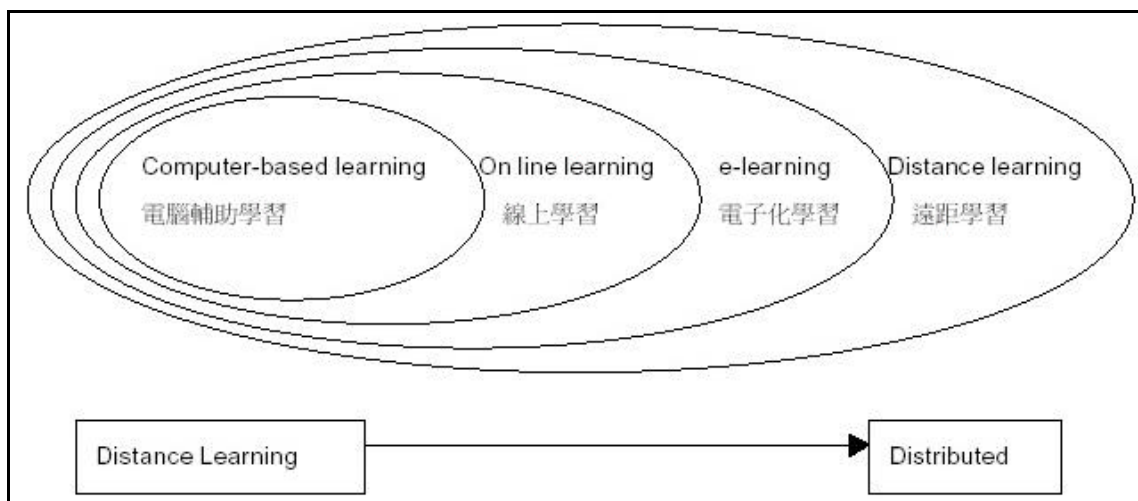 Computer-based learning On line learning e-learning Distance learning
電腦輔助學習 線上學習 電子化學習 遠距學習
Distance Learning Distributed